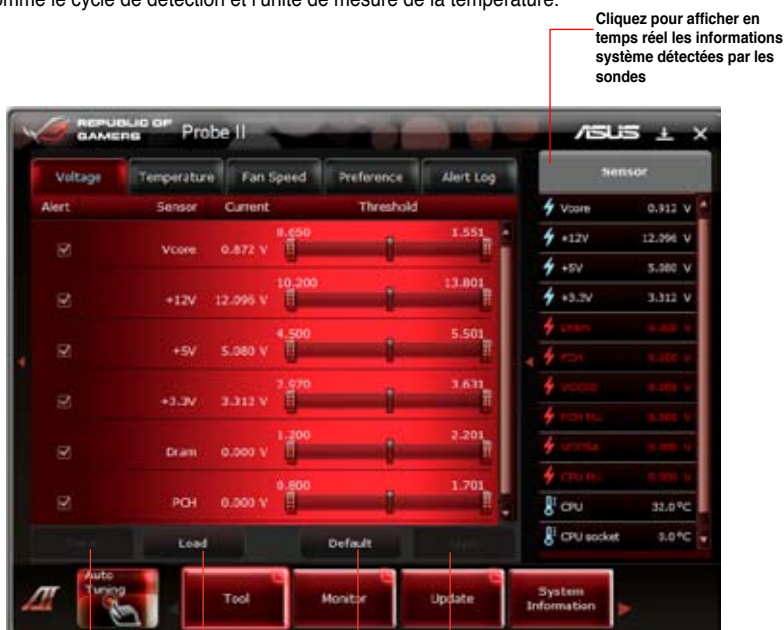 omme le cycle de détection et l'unité de mesure de la température.
Cliquez pour afficher en
temps réel les informations
système détectées par les
sondes
REPUBLIC OF
GAMERS
Probe II
ASUS
Voltage
Temperature
Fan Speed
Preference
Alert Log
Sensor
Alert Sensor Current Threshold
Vcore 0.872 V 0.650 1.551
+12V 12.096 V 10.200 13.801
+5V 5.080 V 4.500 5.501
+3.3V 3.312 V 2.970 3.631
Dram 0.000 V 1.200 2.201
PCH 0.000 V 0.800 1.701
Load
Default
Vcore 0.912 V
+12V 12.096 V
+5V 5.080 V
+3.3V 3.312 V
Dram
PCH
CPU 32.0 °C
CPU socket
Auto
Tuning
Tool
Monitor
Update
System
Information